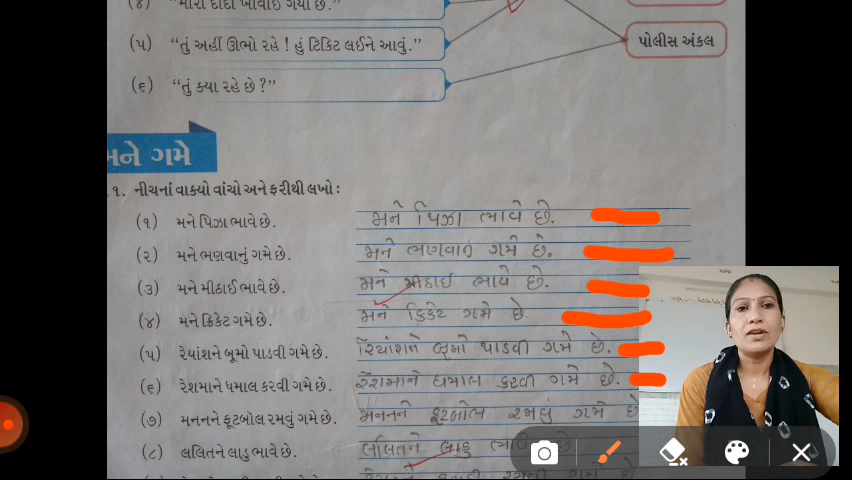 (૪) "મારા દાદા ખોવાઈ ગયા છે."
(૫) "તું અહીં ઊભો રહે ! હું ટિકિટ લઈને આવું."
પોલીસ અંકલ
(૬) "તું ક્યા રહે છે ?"
મને ગમે
૧. નીચનાં વાક્યો વાંચો અને ફરીથી લખો :
(૧) મને પિઝા ભાવે છે. મને પિઝા ભાવે છે.
(૨) મને ભણવાનું ગમે છે. મને ભણવાનું ગમે છે.
(૩) મને મીઠાઈ ભાવે છે. મને મીઠાઈ ભાવે છે.
(૪) મને ક્રિકેટ ગમે છે. મને ક્રિકેટ ગમે છે.
(૫) રેયાંશને બૂમો પાડવી ગમે છે. રિયાંશને બૂમો પાડવી ગમે છે.
(૬) રેશમાને ધમાલ કરવી ગમે છે. રેશમાને ધમાલ કરવી ગમે છે.
(૭) મનનને ફૂટબોલ રમવું ગમે છે. મનનને ફૂટબોલ રમવું ગમે છે
(૮) લલિતને લાડુ ભાવે છે. લલિતને લાડુ છે